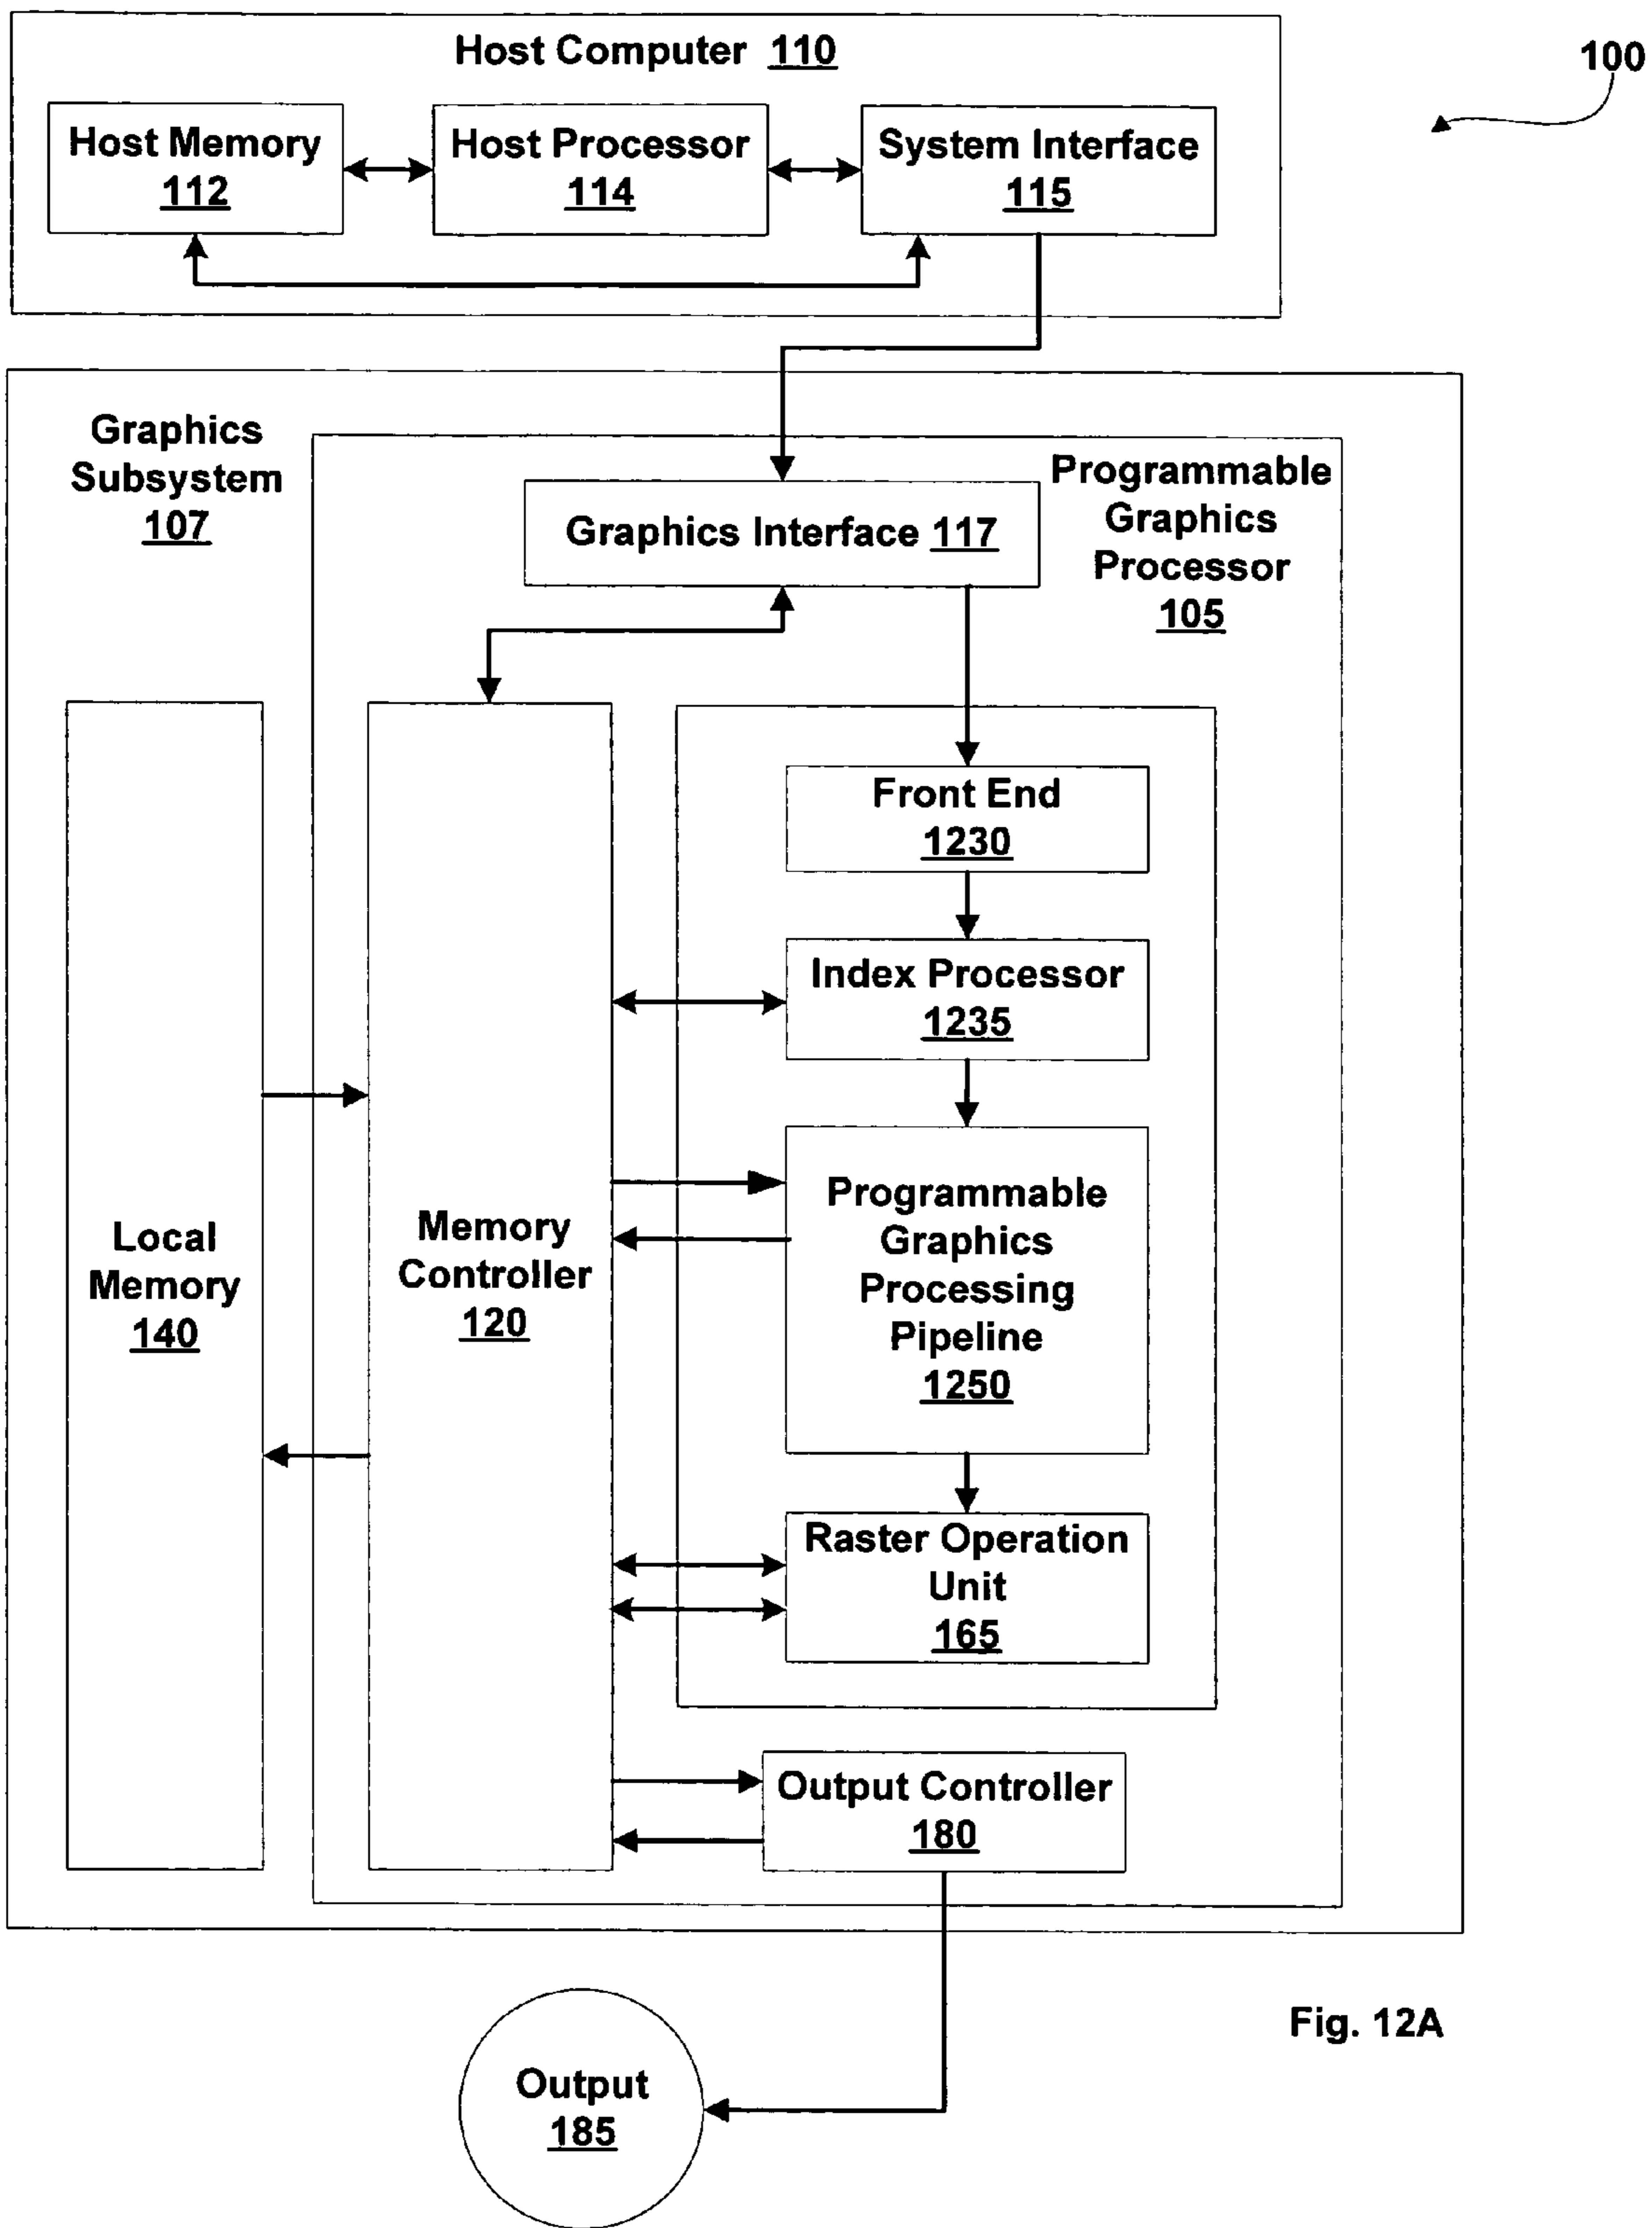 Host Computer 110
100
Host Memory
112
Host Processor
114
System Interface
115
Graphics
Subsystem
107
Programmable
Graphics
Processor
105
Graphics Interface 117
Front End
1230
Index Processor
1235
Local
Memory
140
Memory
Controller
120
Programmable
Graphics
Processing
Pipeline
1250
Raster Operation
Unit
165
Output Controller
180
Output
185
Fig. 12A